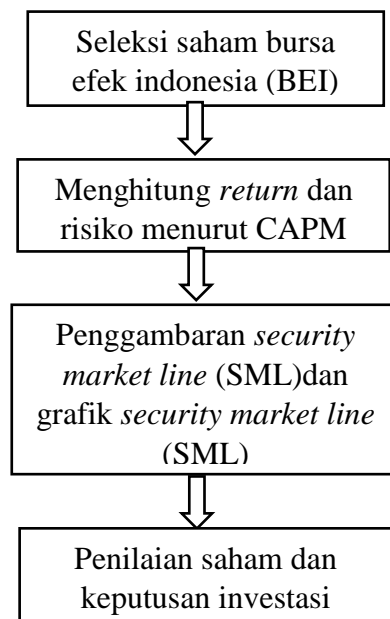 Seleksi saham bursa
efek indonesia (BEI)
Menghitung return dan
risiko menurut CAPM
Penggambaran security
market line (SML)dan
grafik security market line
(SML)
Penilaian saham dan
keputusan investasi